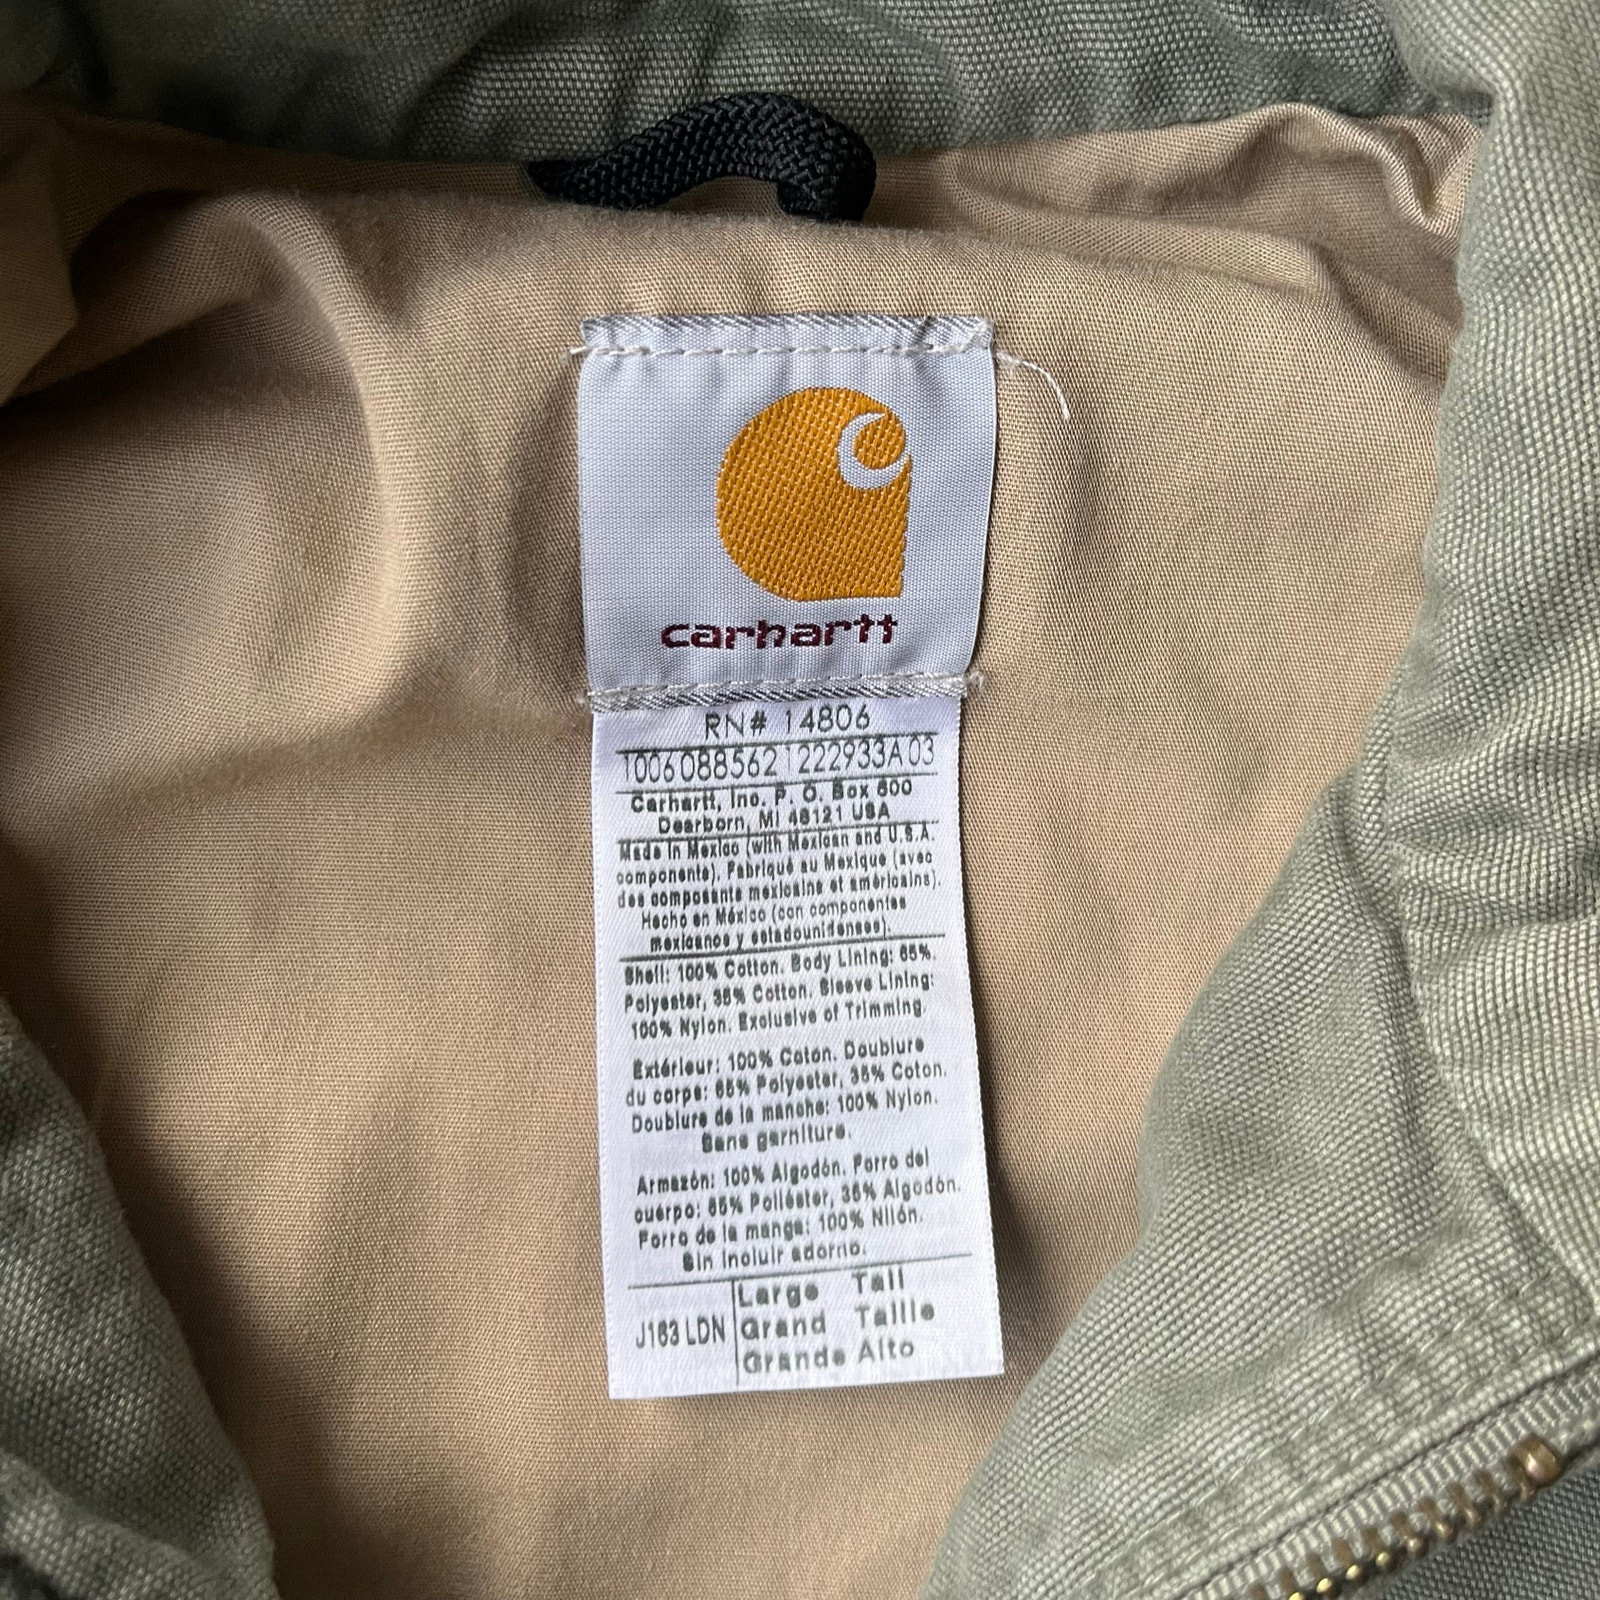 carhartt
RN# 14806
1006088562 1222933A03
Carhartt, Inc. P. O. Box 600
Dearborn, MI 48121 USA
Made in Mexico (with Mexican and U.S.A.
components). Fabriqué au Mexique (avec
des composants mexicains et américains).
Hecho en México (con componentes
mexicanos y estadounidenses).
Shell: 100% Cotton. Body Lining: 65%.
Polyester, 35% Cotton. Sleeve Lining:
100% Nylon. Exclusive of Trimming.
Extérieur: 100% Coton. Doublure
du corps: 65% Polyester, 35% Coton.
Doublure de la manche: 100% Nylon.
Sans garniture.
Armazón: 100% Algodón. Forro del
cuérpo: 65% Poliéster, 35% Algodón.
Forro de la manga: 100% Nilón.
Sin incluir adorno.
J163 LDN
Large Tall
Grand Taille
Grande Alto